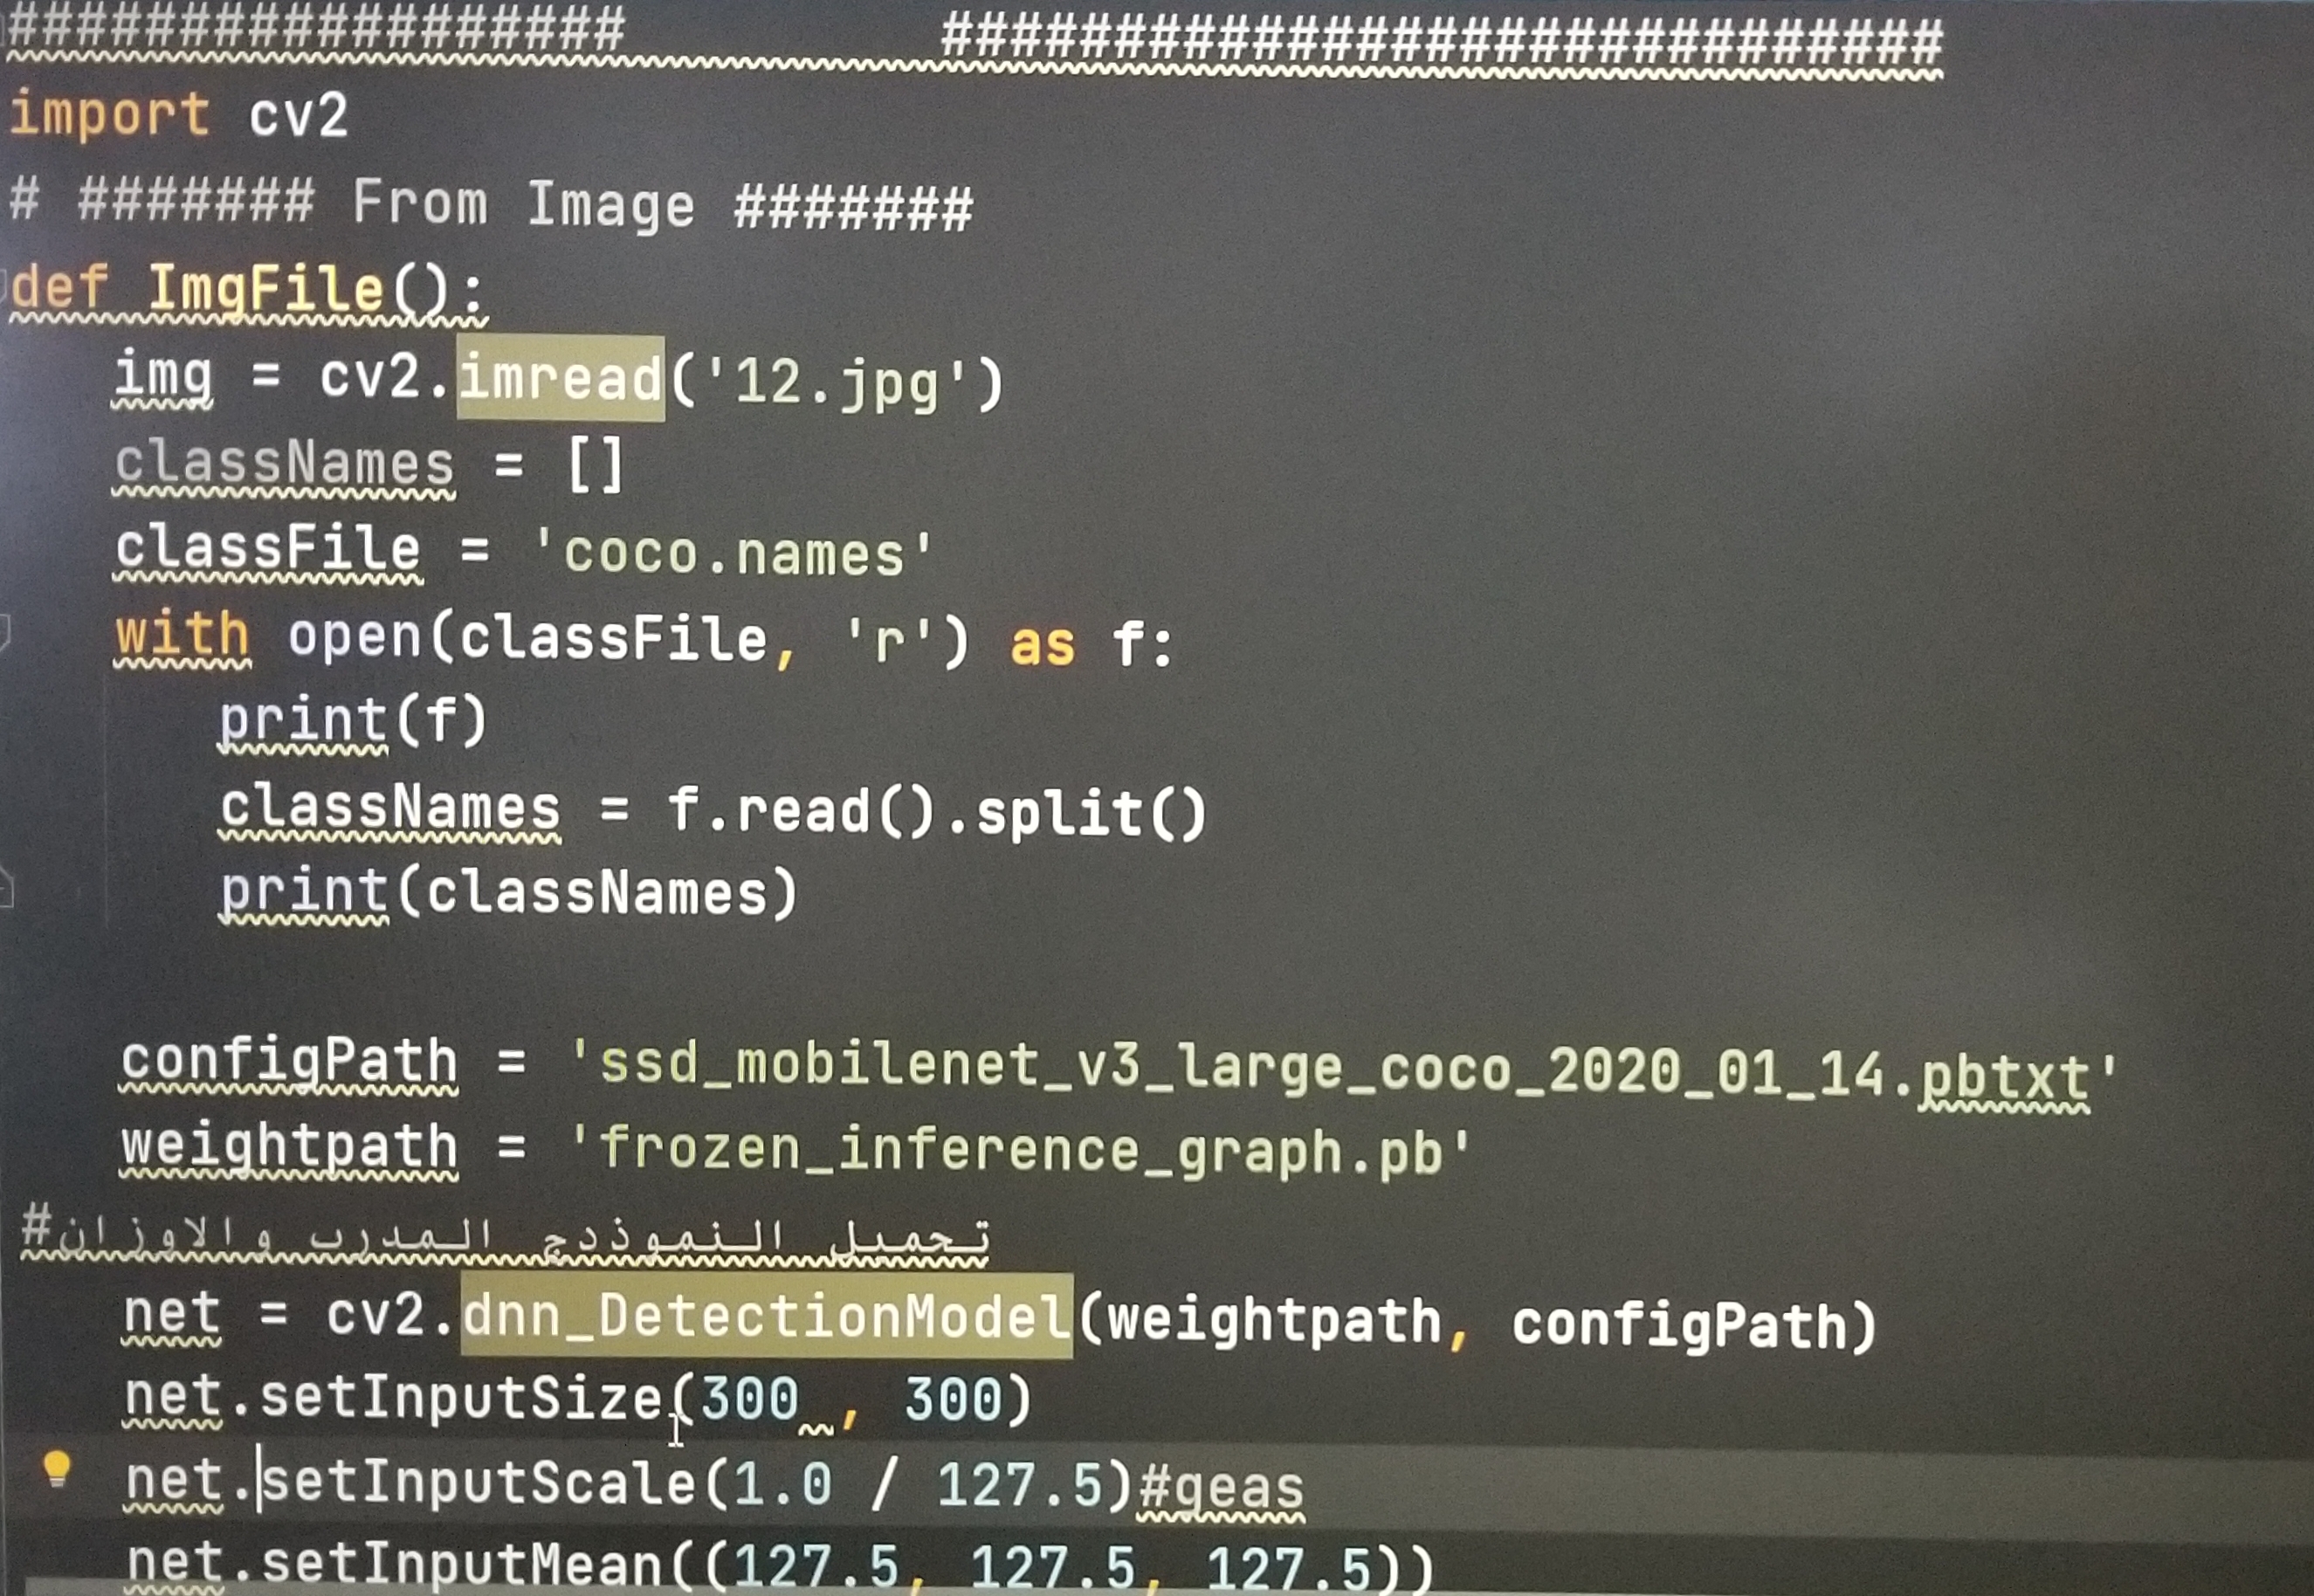 ################## #############################
import cv2
# ####### From Image #######
def ImgFile():
img = cv2.imread('12.jpg')
classNames = []
classFile = 'coco.names'
with open(classFile, 'r') as f:
print(f)
classNames = f.read().split()
print(classNames)
configPath = 'ssd_mobilenet_v3_large_coco_2020_01_14.pbtxt'
weightpath = 'frozen_inference_graph.pb'
#تحميل النموذدج المدرب والاوزان
net = cv2.dnn_DetectionModel(weightpath, configPath)
net.setInputSize(300 , 300)
net.setInputScale(1.0 / 127.5)#geas
net.setInputMean((127.5, 127.5, 127.5))